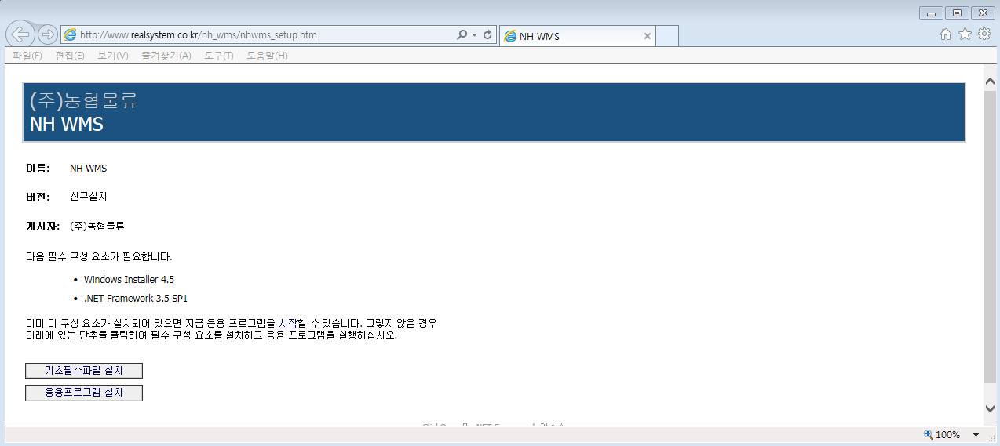 http://www.realsystem.co.kr/nh_wms/nhwms_setup.htm
NH WMS
파일(F) 편집(E) 보기(V) 즐겨찾기(A) 도구(T) 도움말(H)
(주)농협물류
NH WMS
이름: NH WMS
버전: 신규설치
게시자: (주)농협물류
다음 필수 구성 요소가 필요합니다.
• Windows Installer 4.5
• .NET Framework 3.5 SP1
이미 이 구성 요소가 설치되어 있으면 지금 응용 프로그램을 시작할 수 있습니다. 그렇지 않은 경우
아래에 있는 단추를 클릭하여 필수 구성 요소를 설치하고 응용 프로그램을 실행하십시오.
기초필수파일 설치
응용프로그램 설치
100%